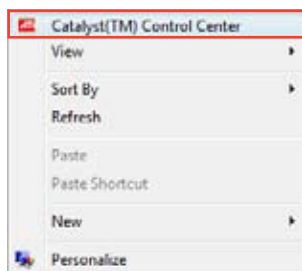 Catalyst(TM) Control Center
View
Sort By
Refresh
Paste
Paste Shortcut
New
Personalize